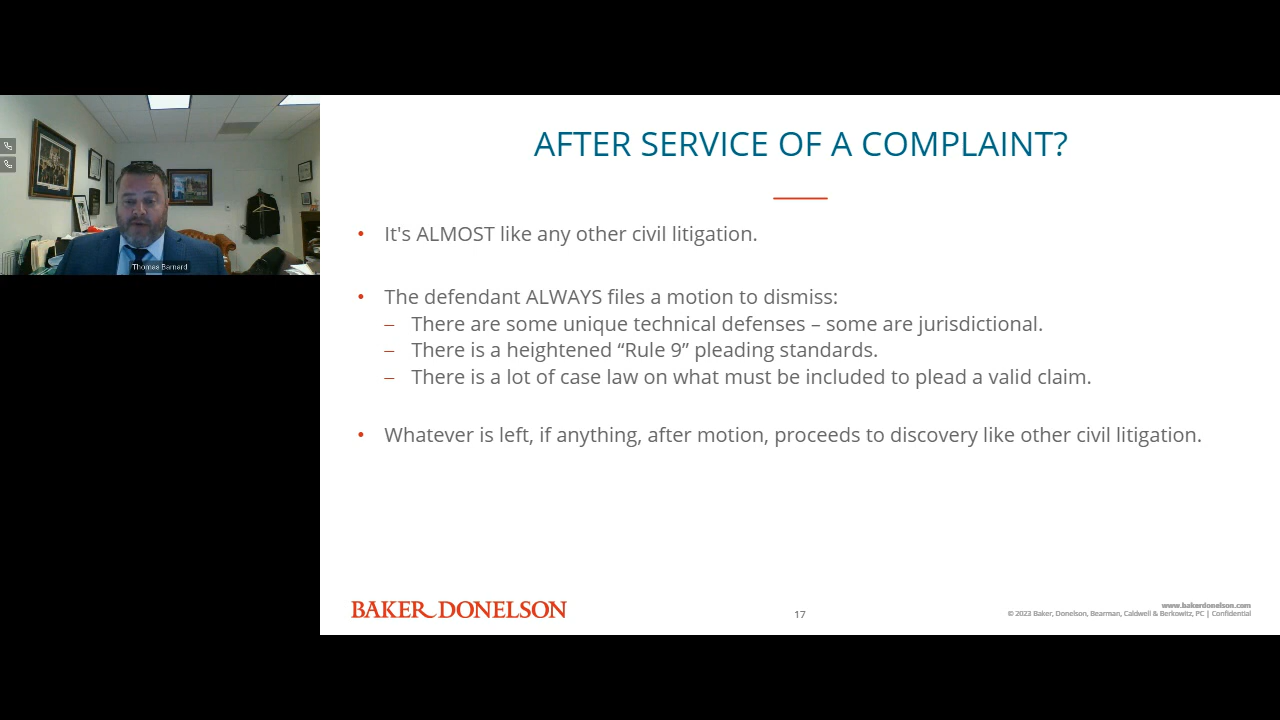 AFTER SERVICE OF A COMPLAINT?
• It's ALMOST like any other civil litigation.
• The defendant ALWAYS files a motion to dismiss:
– There are some unique technical defenses – some are jurisdictional.
– There is a heightened “Rule 9” pleading standards.
– There is a lot of case law on what must be included to plead a valid claim.
• Whatever is left, if anything, after motion, proceeds to discovery like other civil litigation.
Thomas Barnard
BAKER DONELSON
17
www.bakerdonelson.com
© 2023 Baker, Donelson, Bearman, Caldwell & Berkowitz, PC | Confidential